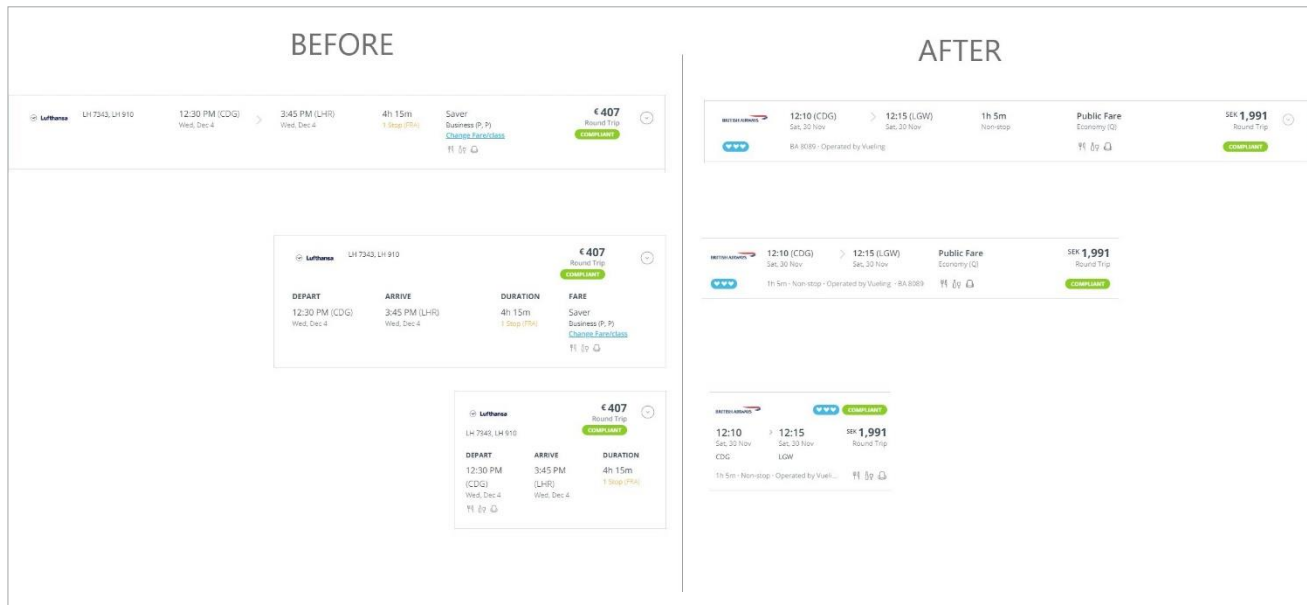 BEFORE
Lufthansa LH 7343, LH 910 12:30 PM (CDG) 3:45 PM (LHR) 4h 15m Saver € 407
Wed, Dec 4 Wed, Dec 4 1 Stop (FRA) Business (P, P) Round Trip
Change Fare/class COMPLIANT
Lufthansa LH 7343, LH 910 € 407
Round Trip
COMPLIANT
DEPART ARRIVE DURATION FARE
12:30 PM (CDG) 3:45 PM (LHR) 4h 15m Saver
Wed, Dec 4 Wed, Dec 4 1 Stop (FRA) Business (P, P)
Change Fare/class
Lufthansa € 407
Round Trip
LH 7343, LH 910 COMPLIANT
DEPART ARRIVE DURATION
12:30 PM 3:45 PM 4h 15m
(CDG) (LHR) 1 Stop (FRA)
Wed, Dec 4 Wed, Dec 4
AFTER
BRITISH AIRWAYS 12:10 (CDG) 12:15 (LGW) 1h 5m Public Fare SEK 1,991
Sat, 30 Nov Sat, 30 Nov Non-stop Economy (Q) Round Trip
BA 8089 - Operated by Vueling COMPLIANT
BRITISH AIRWAYS 12:10 (CDG) 12:15 (LGW) Public Fare SEK 1,991
Sat, 30 Nov Sat, 30 Nov Economy (Q) Round Trip
1h 5m - Non-stop - Operated by Vueling - BA 8089 COMPLIANT
BRITISH AIRWAYS COMPLIANT
12:10 12:15 SEK 1,991
Sat, 30 Nov Sat, 30 Nov Round Trip
CDG LGW
1h 5m - Non-stop - Operated by Vueli...